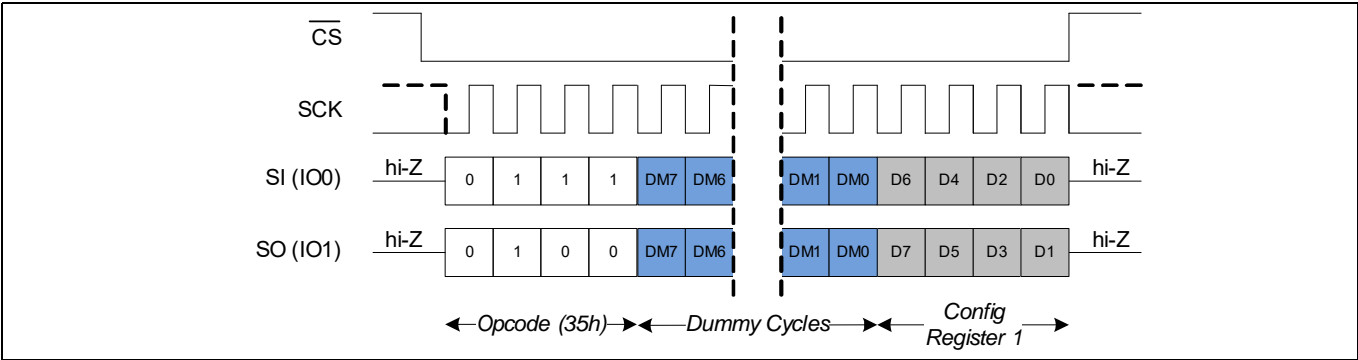 CS
SCK
hi-Z hi-Z
SI (IO0) 0 1 1 1 DM7 DM6 DM1 DM0 D6 D4 D2 D0
hi-Z hi-Z
SO (IO1) 0 1 0 0 DM7 DM6 DM1 DM0 D7 D5 D3 D1
Opcode (35h) Dummy Cycles Config
Register 1